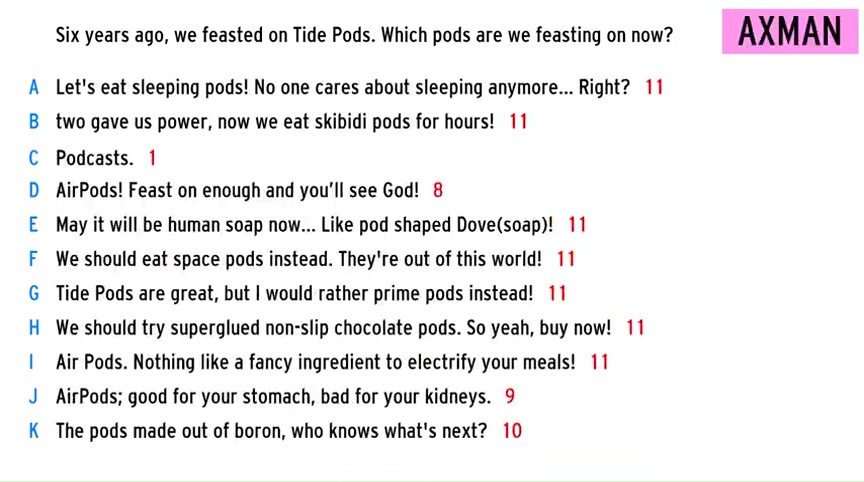 Six years ago, we feasted on Tide Pods. Which pods are we feasting on now?
AXMAN
A Let's eat sleeping pods! No one cares about sleeping anymore... Right? 11
B two gave us power, now we eat skibidi pods for hours! 11
C Podcasts. 1
D AirPods! Feast on enough and you'll see God! 8
E May it will be human soap now... Like pod shaped Dove(soap)! 11
F We should eat space pods instead. They're out of this world! 11
G Tide Pods are great, but I would rather prime pods instead! 11
H We should try superglued non-slip chocolate pods. So yeah, buy now! 11
I Air Pods. Nothing like a fancy ingredient to electrify your meals! 11
J AirPods; good for your stomach, bad for your kidneys. 9
K The pods made out of boron, who knows what's next? 10